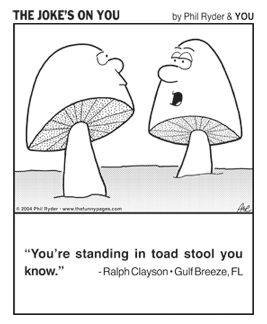 THE JOKE'S ON YOU by Phil Ryder & YOU
© 2004 Phil Ryder - www.thefunnypages.com
"You're standing in toad stool you
know." - Ralph Clayson • Gulf Breeze, FL